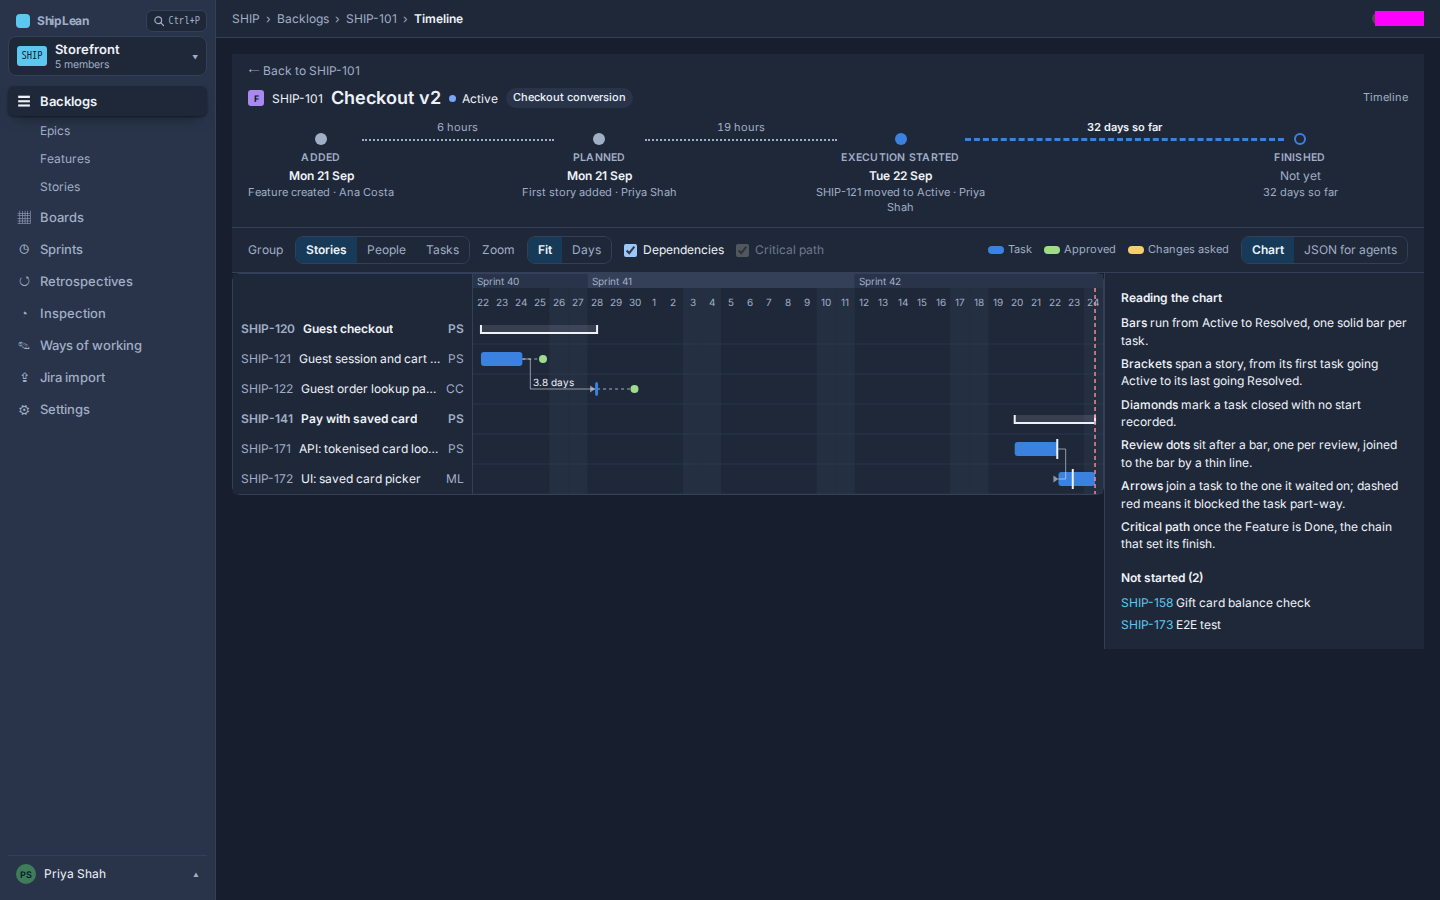 ShipLean
Ctrl+P
SHIP
Storefront
5 members
Backlogs
Epics
Features
Stories
Boards
Sprints
Retrospectives
Inspection
Ways of working
Jira import
Settings
PS
Priya Shah
SHIP › Backlogs › SHIP-101 › Timeline
← Back to SHIP-101
F SHIP-101 Checkout v2 Active Checkout conversion
Timeline
6 hours
19 hours
32 days so far
ADDED
Mon 21 Sep
Feature created · Ana Costa
PLANNED
Mon 21 Sep
First story added · Priya Shah
EXECUTION STARTED
Tue 22 Sep
SHIP-121 moved to Active · Priya
Shah
FINISHED
Not yet
32 days so far
Group Stories People Tasks Zoom Fit Days Dependencies Critical path
Task Approved Changes asked Chart JSON for agents
Sprint 40 Sprint 41 Sprint 42
22 23 24 25 26 27 28 29 30 1 2 3 4 5 6 7 8 9 10 11 12 13 14 15 16 17 18 19 20 21 22 23 24
SHIP-120 Guest checkout PS
SHIP-121 Guest session and cart ... PS
SHIP-122 Guest order lookup pa... CC
3.8 days
SHIP-141 Pay with saved card PS
SHIP-171 API: tokenised card loo... PS
SHIP-172 UI: saved card picker ML
Reading the chart
Bars run from Active to Resolved, one solid bar per
task.
Brackets span a story, from its first task going
Active to its last going Resolved.
Diamonds mark a task closed with no start
recorded.
Review dots sit after a bar, one per review, joined
to the bar by a thin line.
Arrows join a task to the one it waited on; dashed
red means it blocked the task part-way.
Critical path once the Feature is Done, the chain
that set its finish.
Not started (2)
SHIP-158 Gift card balance check
SHIP-173 E2E test